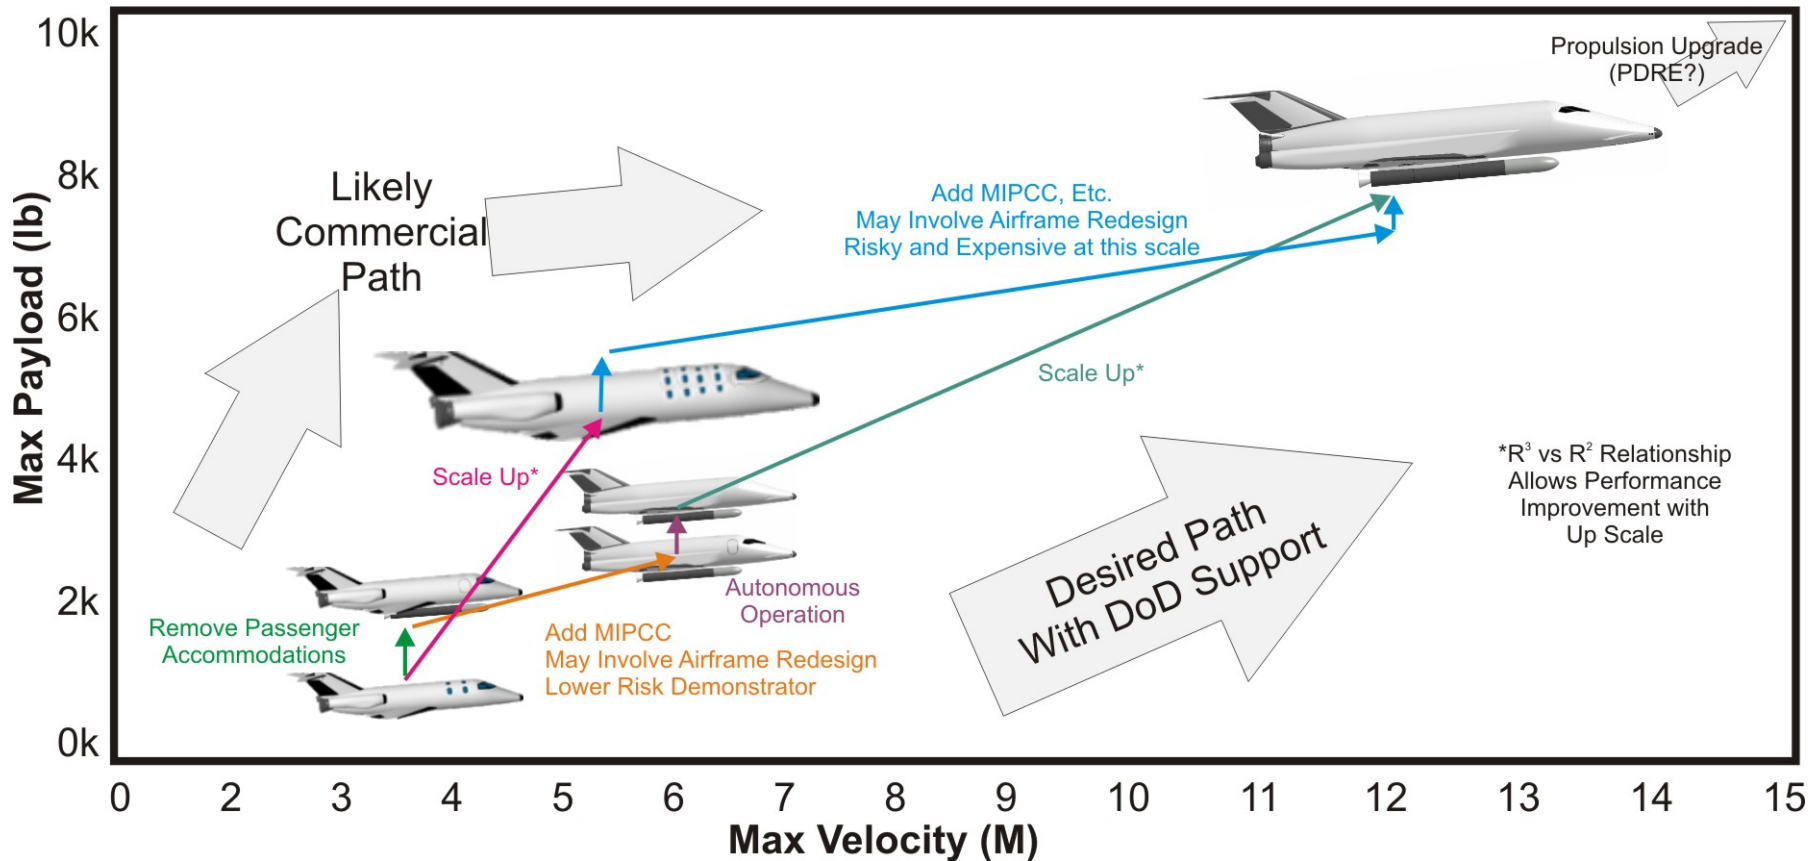 10k
8k
6k
4k
2k
0k
Max Payload (lb)
Propulsion Upgrade
(PDRE?)
Likely
Commercial
Path
Add MIPCC, Etc.
May Involve Airframe Redesign
Risky and Expensive at this scale
Scale Up*
Scale Up*
*R³ vs R² Relationship
Allows Performance
Improvement with
Up Scale
Desired Path
With DoD Support
Autonomous
Operation
Remove Passenger
Accommodations
Add MIPCC
May Involve Airframe Redesign
Lower Risk Demonstrator
0 2 3 4 5 6 7 8 9 10 11 12 13 14 15
Max Velocity (M)